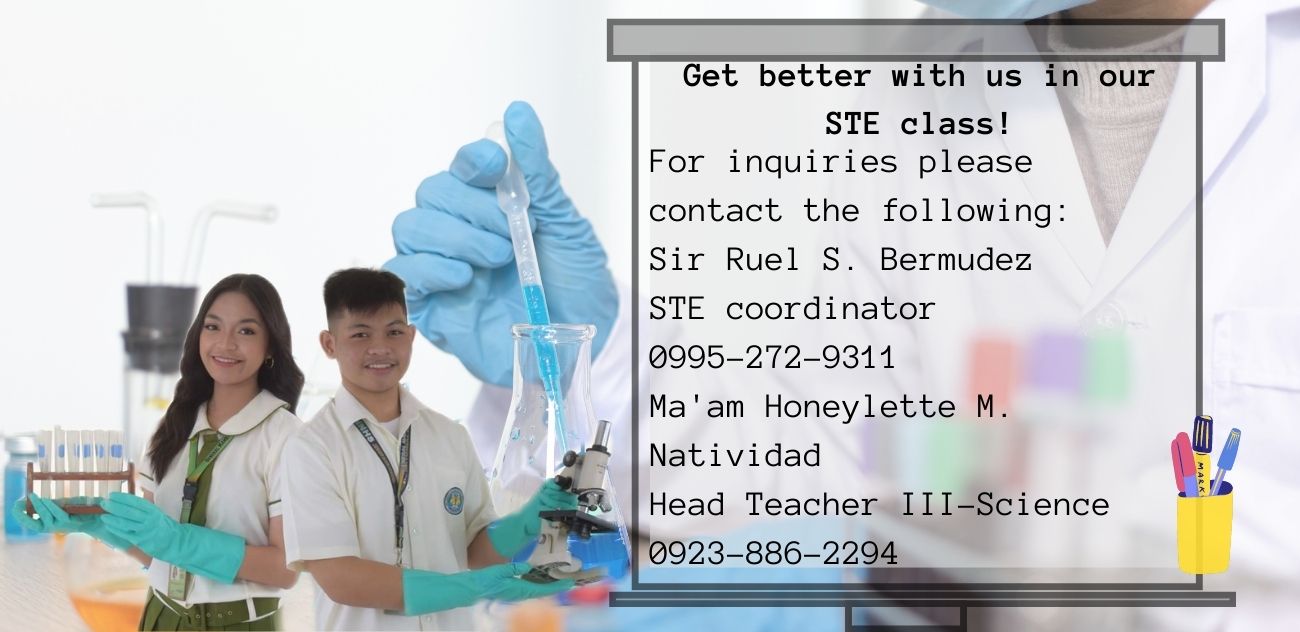 Get better with us in our
STE class!
For inquiries please
contact the following:
Sir Ruel S. Bermudez
STE coordinator
0995-272-9311
Ma'am Honeylette M.
Natividad
Head Teacher III-Science
0923-886-2294
MARK